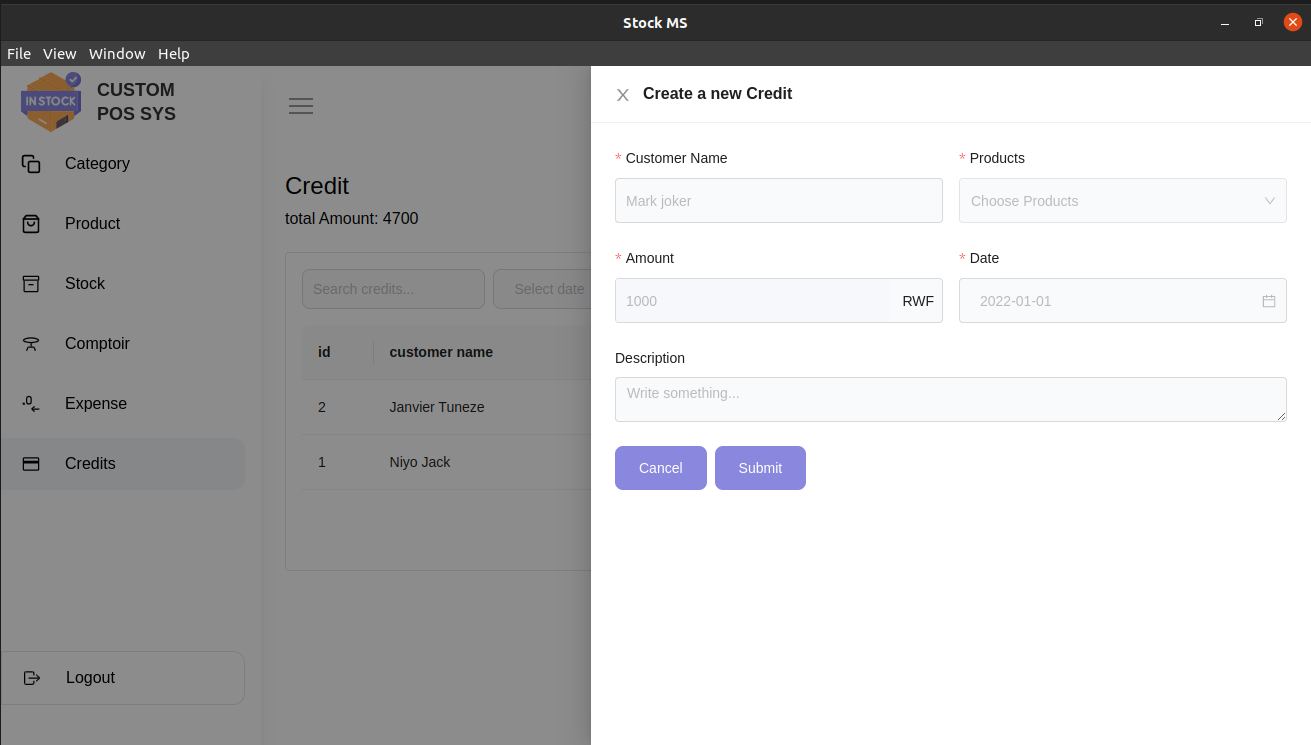 Stock MS
File View Window Help
INSTOCK
CUSTOM
POS SYS
Category
Product
Stock
Comptoir
Expense
Credits
Logout
Credit
total Amount: 4700
Search credits...
Select date
id customer name
2 Janvier Tuneze
1 Niyo Jack
Create a new Credit
* Customer Name
Mark joker
* Products
Choose Products
* Amount
1000 RWF
* Date
2022-01-01
Description
Write something...
Cancel Submit